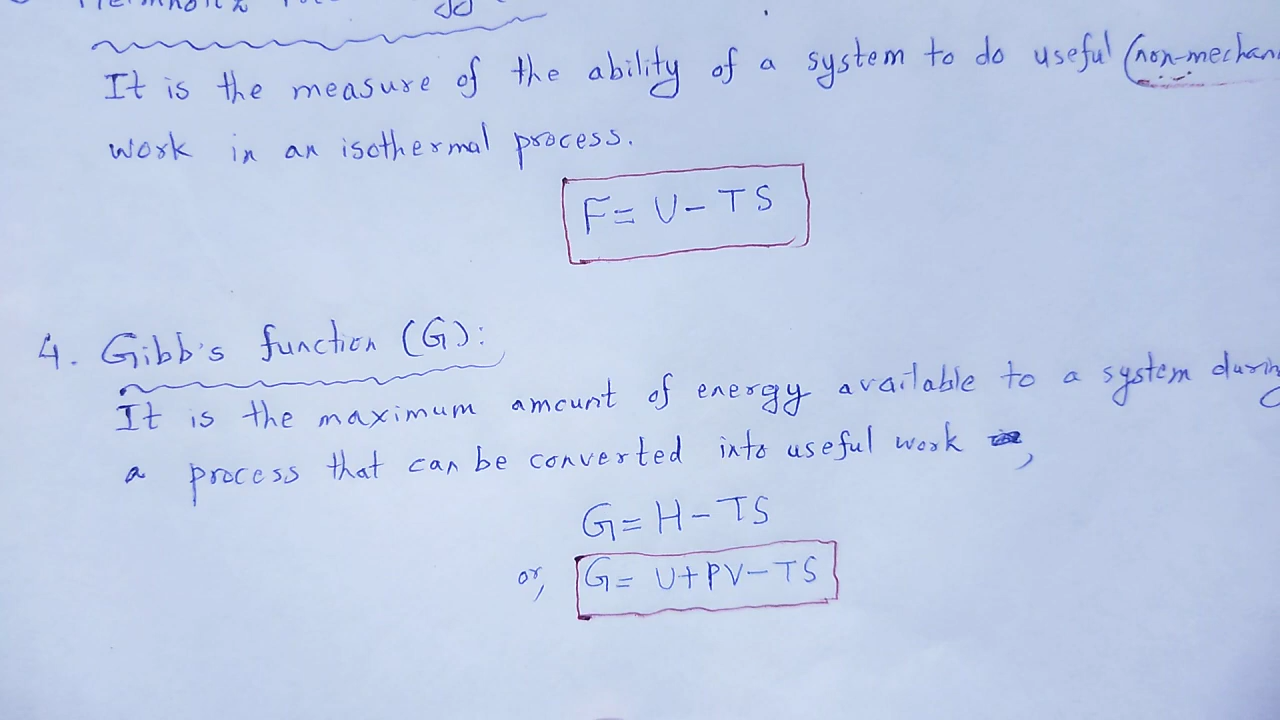 It is the measure of the ability of a system to do useful (non-mechan
work in an isothermal process.
F= U-TS
4. Gibb's function (G):
It is the maximum amount of energy available to a system during
a process that can be converted into useful work ,
G=H-TS
or, G= U+PV-TS